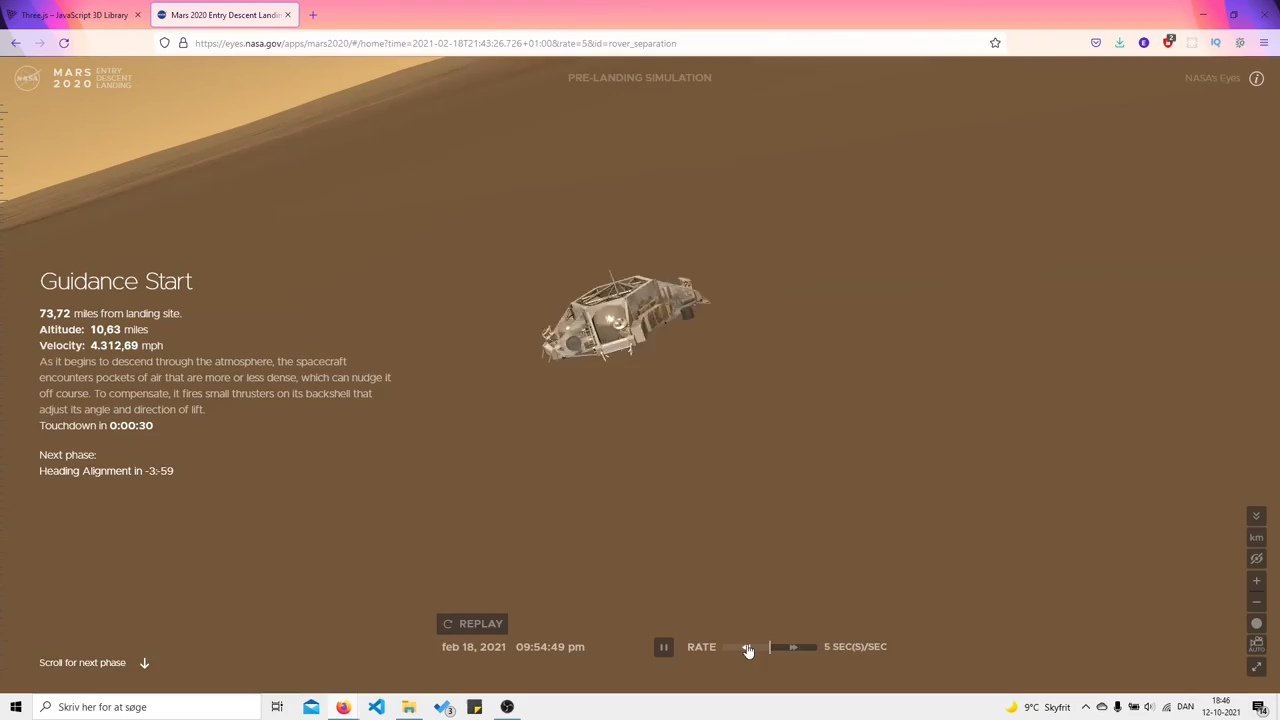 Three.js – JavaScript 3D Library
Mars 2020 Entry Descent Landin
https://eyes.nasa.gov/apps/mars2020/#/home?time=2021-02-18T21:43:26.726+01:00&rate=5&id=rover_separation
2
NASA
MARS 2020
ENTRY
DESCENT
LANDING
PRE-LANDING SIMULATION
NASA's Eyes
i
Guidance Start
73,72 miles from landing site.
Altitude: 10,63 miles
Velocity: 4.312,69 mph
As it begins to descend through the atmosphere, the spacecraft
encounters pockets of air that are more or less dense, which can nudge it
off course. To compensate, it fires small thrusters on its backshell that
adjust its angle and direction of lift.
Touchdown in 0:00:30
Next phase:
Heading Alignment in -3:-59
km
AUTO
REPLAY
feb 18, 2021 09:54:49 pm
RATE
5 SEC(S)/SEC
Scroll for next phase
Skriv her for at søge
3
9°C Skyfrit
DAN
18:46
12-10-2021
14